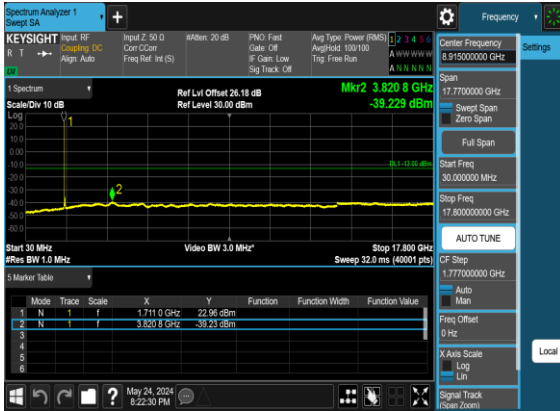 Spectrum Analyzer 1
Swept SA
Frequency
KEYSIGHT
R T
LV
Input: RF
Coupling: DC
Align: Auto
Input Z: 50 Ω
Corr CCorr
Freq Ref: Int (S)
#Atten: 20 dB
PNO: Fast
Gate: Off
IF Gain: Low
Sig Track: Off
Avg Type: Power (RMS)
Avg|Hold: 100/100
Trig: Free Run
1 2 3 4 5 6
A W W W W W
A N N N N N
Settings
1 Spectrum
Scale/Div 10 dB
Ref Lvl Offset 26.18 dB
Ref Level 30.00 dBm
Mkr2 3.820 8 GHz
-39.229 dBm
Log
20.0
10.0
0.00
-10.0
-20.0
-30.0
-40.0
-50.0
-60.0
1
2
DL1 -13.00 dBm
Start 30 MHz
#Res BW 1.0 MHz
Video BW 3.0 MHz*
Stop 17.800 GHz
Sweep 32.0 ms (40001 pts)
5 Marker Table
Mode Trace Scale X Y Function Function Width Function Value
1 N 1 f 1.711 0 GHz 22.96 dBm
2 N 1 f 3.820 8 GHz -39.23 dBm
3
4
5
6
May 24, 2024
8:22:30 PM
Center Frequency
8.915000000 GHz
Span
17.7700000 GHz
Swept Span
Zero Span
Full Span
Start Freq
30.000000 MHz
Stop Freq
17.800000000 GHz
AUTO TUNE
CF Step
1.777000000 GHz
Auto
Man
Freq Offset
0 Hz
X Axis Scale
Log
Lin
Signal Track
(Span Zoom)
Local